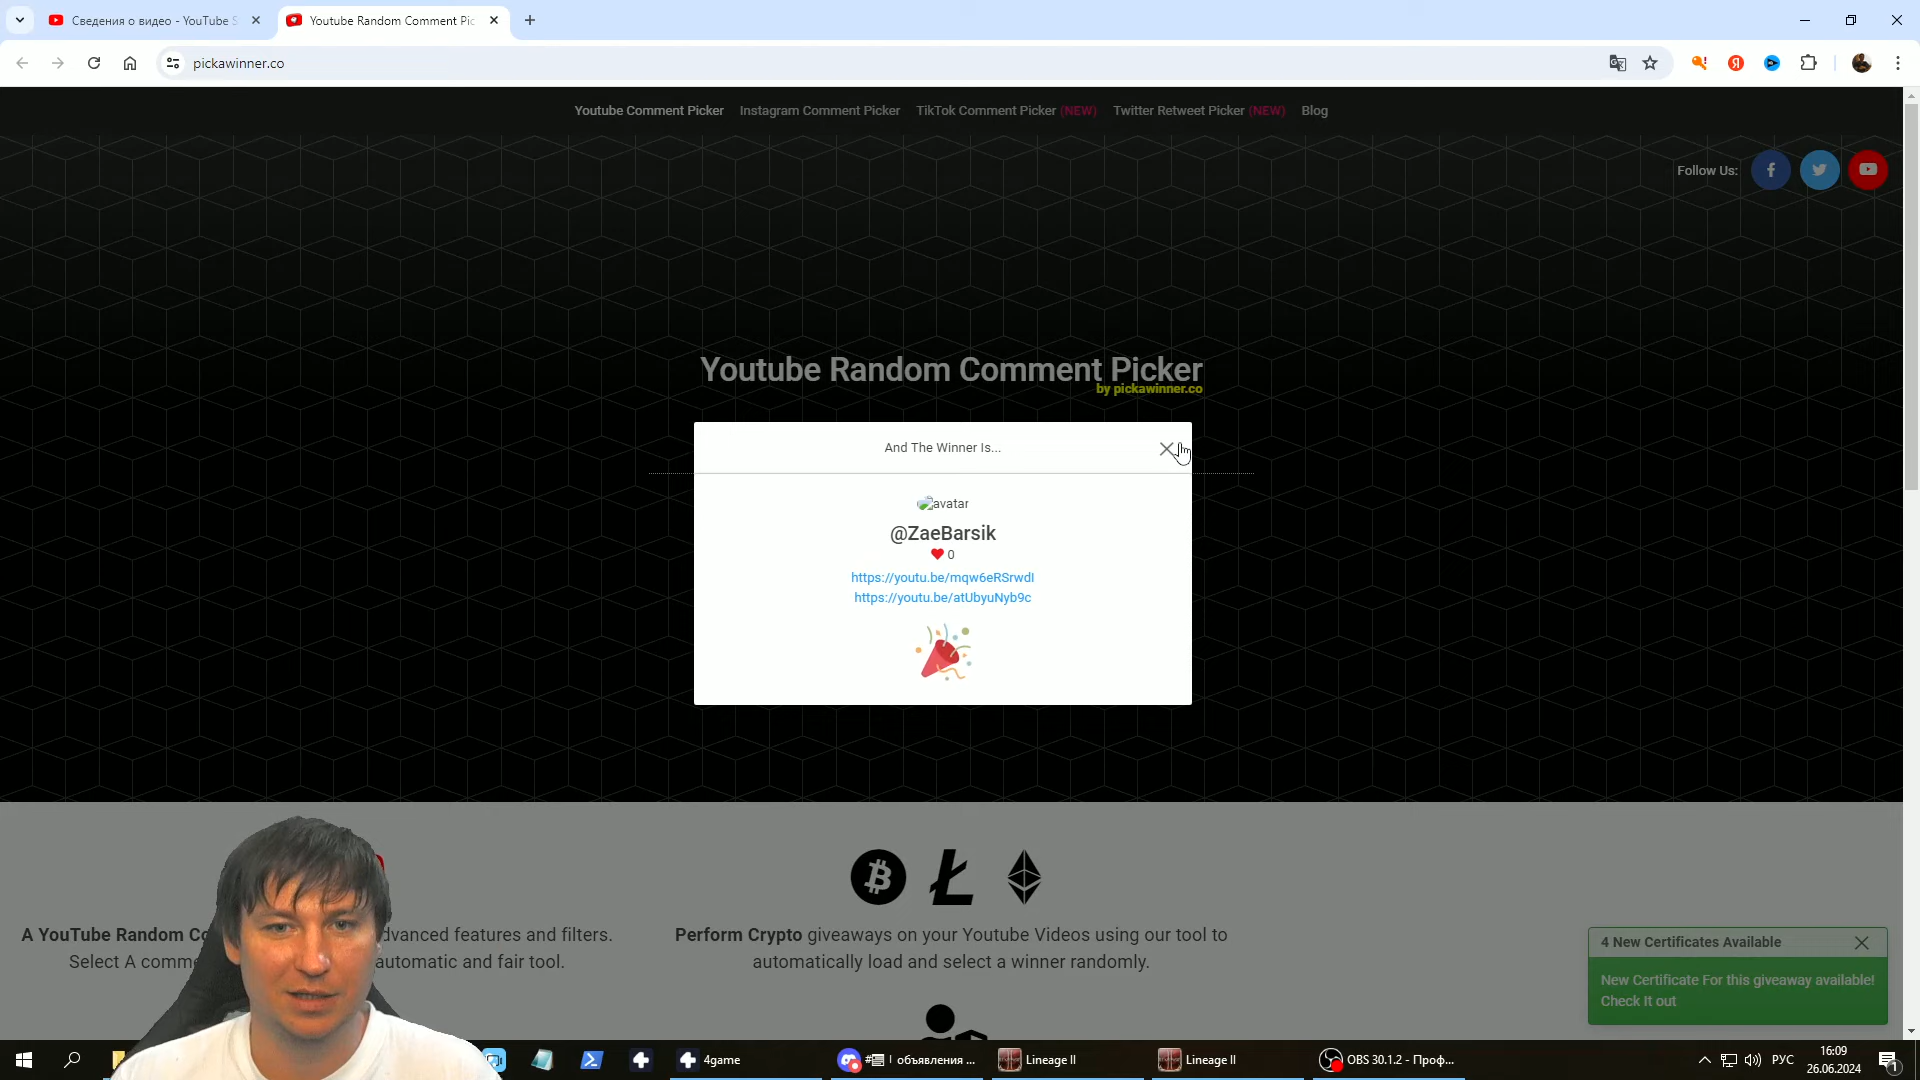 Сведения о видео - YouTube S
Youtube Random Comment Pic
pickawinner.co
Youtube Comment Picker
Instagram Comment Picker
TikTok Comment Picker (NEW)
Twitter Retweet Picker (NEW)
Blog
Follow Us:
Youtube Random Comment Picker
by pickawinner.co
And The Winner Is...
avatar
@ZaeBarsik
0
https://youtu.be/mqw6eRSrwdI
https://youtu.be/atUbyuNyb9c
A YouTube Random Co
dvanced features and filters.
Select A comme
automatic and fair tool.
Perform Crypto giveaways on your Youtube Videos using our tool to
automatically load and select a winner randomly.
4 New Certificates Available
New Certificate For this giveaway available!
Check It out
4game
# | объявления ...
Lineage II
Lineage II
OBS 30.1.2 - Проф...
РУС
16:09
26.06.2024
1